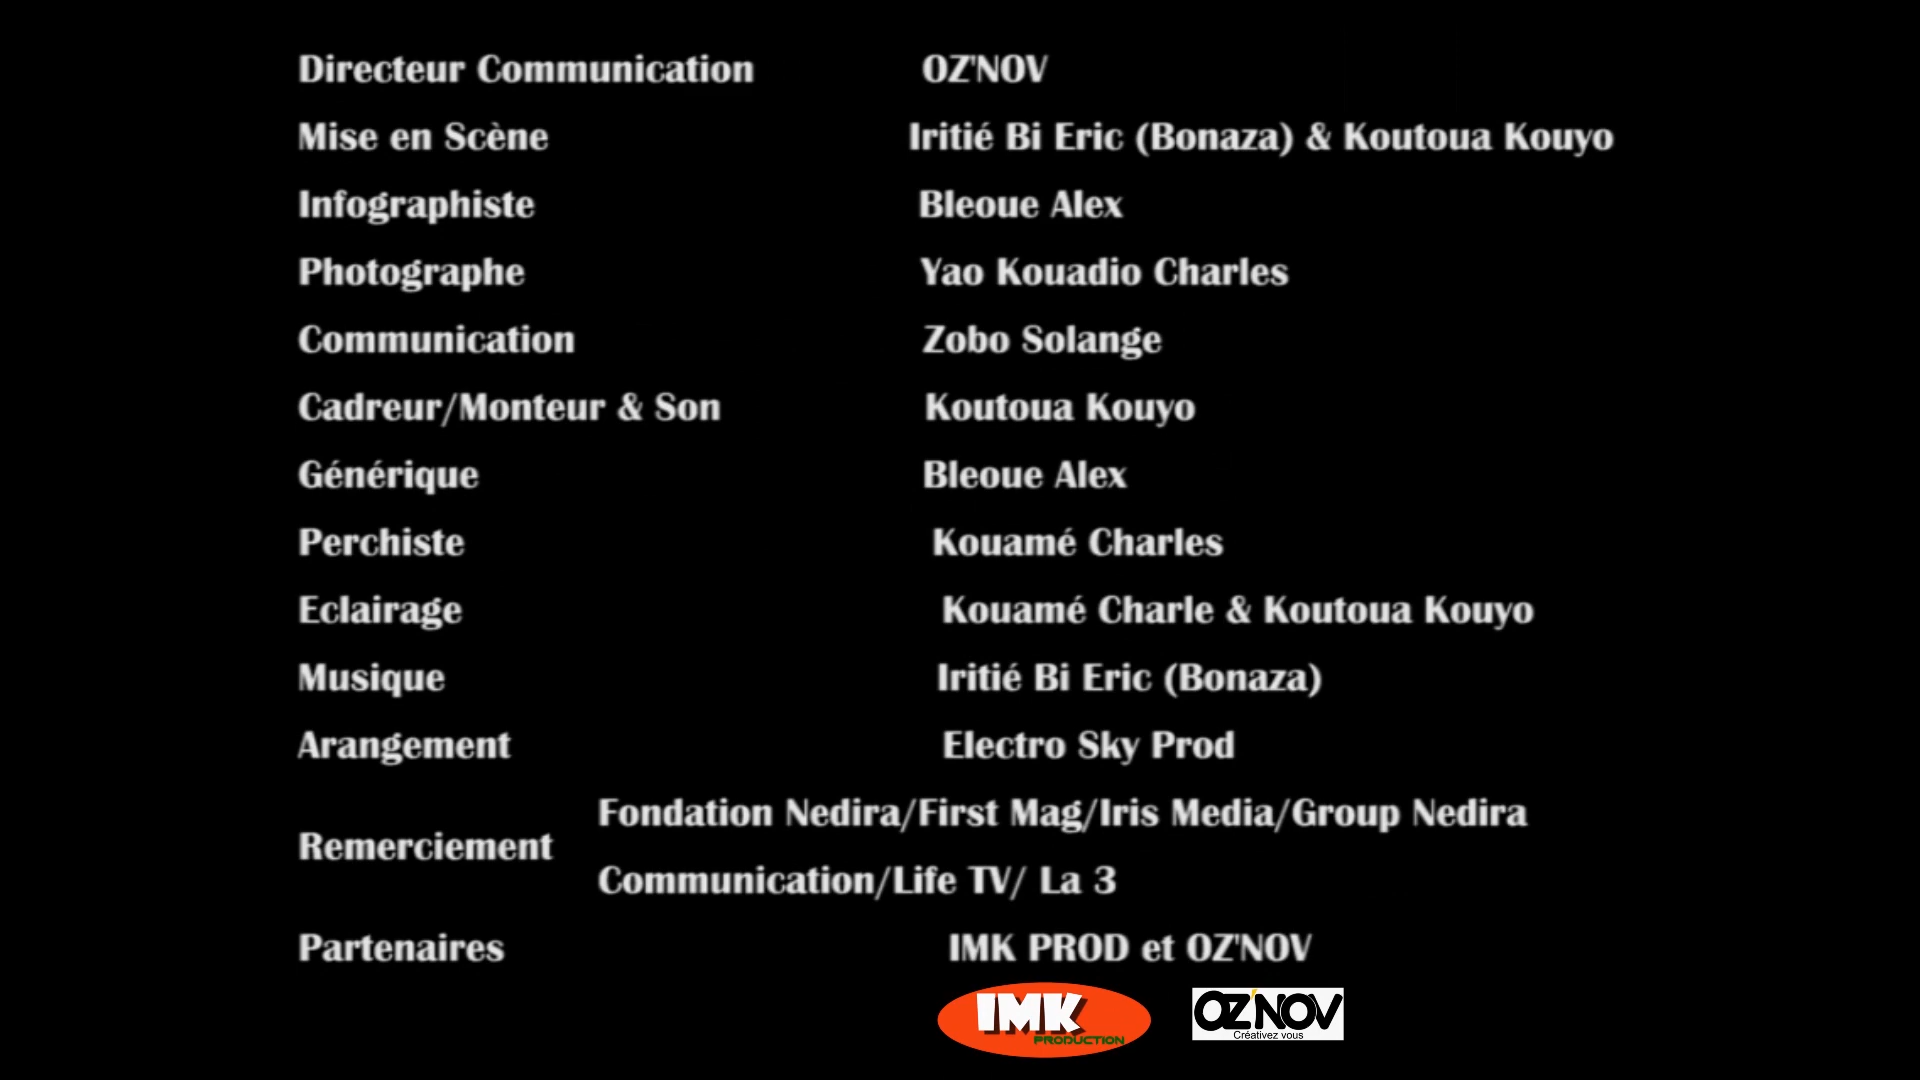 Directeur Communication OZ'NOV
Mise en Scène Iritié Bi Eric (Bonaza) & Koutoua Kouyo
Infographiste Bleoue Alex
Photographe Yao Kouadio Charles
Communication Zobo Solange
Cadreur/Monteur & Son Koutoua Kouyo
Générique Bleoue Alex
Perchiste Kouamé Charles
Eclairage Kouamé Charle & Koutoua Kouyo
Musique Iritié Bi Eric (Bonaza)
Arangement Electro Sky Prod
Remerciement Fondation Nedira/First Mag/Iris Media/Group Nedira
Communication/Life TV/ La 3
Partenaires IMK PROD et OZ'NOV
IMK
PRODUCTION
OZ'NOV
Créativez vous